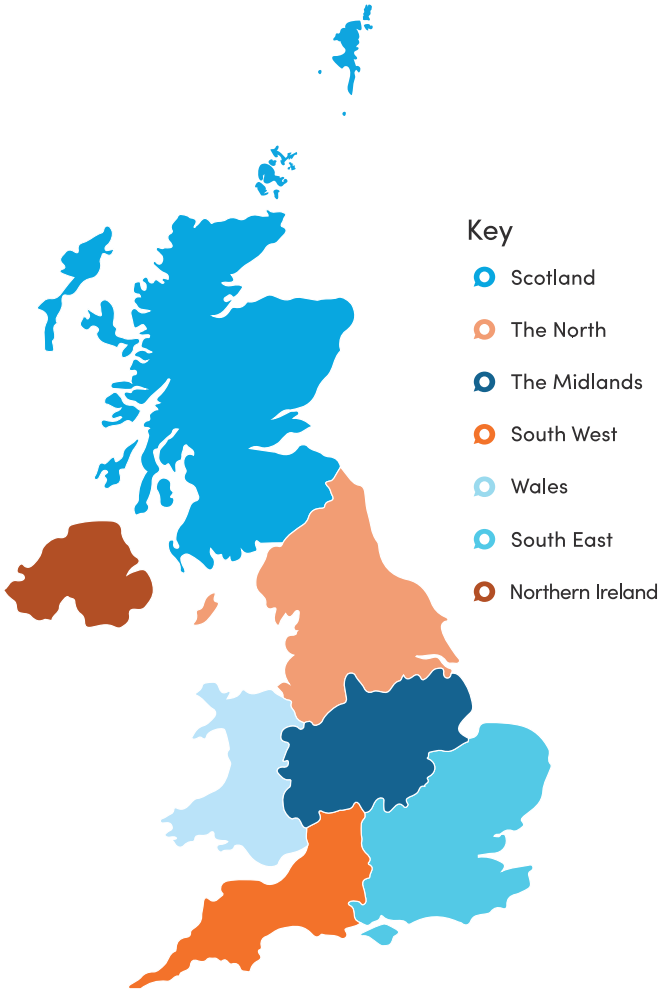 Key
Scotland
The North
The Midlands
South West
Wales
South East
Northern Ireland